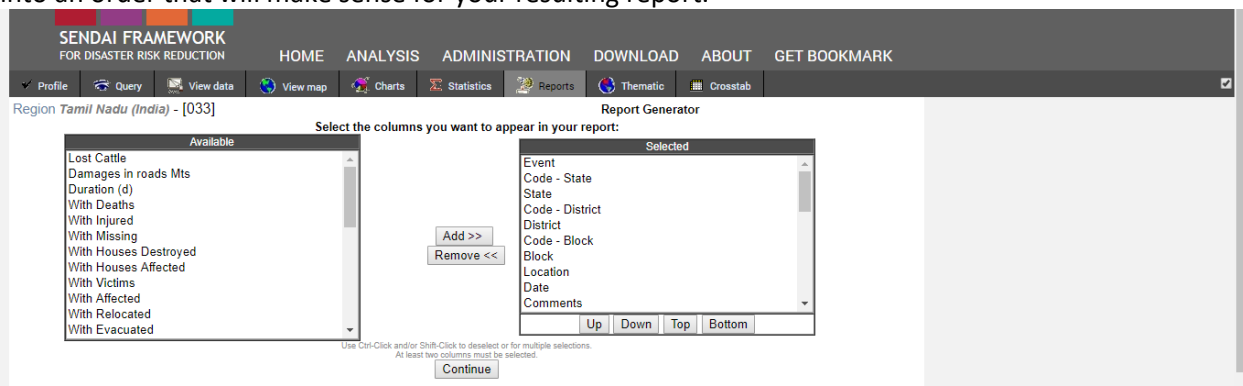 into an order that will make sense for your resulting report.
SENDAI FRAMEWORK
FOR DISASTER RISK REDUCTION
HOME ANALYSIS ADMINISTRATION DOWNLOAD ABOUT GET BOOKMARK
Profile Query View data View map Charts Statistics Reports Thematic Crosstab
Region Tamil Nadu (India) - [033]
Report Generator
Select the columns you want to appear in your report:
Available
Lost Cattle
Damages in roads Mts
Duration (d)
With Deaths
With Injured
With Missing
With Houses Destroyed
With Houses Affected
With Victims
With Affected
With Relocated
With Evacuated
Add >>
Remove <<
Selected
Event
Code - State
State
Code - District
District
Code - Block
Block
Location
Date
Comments
Up Down Top Bottom
Use Ctrl-Click and/or Shift-Click to deselect or for multiple selections.
At least two columns must be selected.
Continue